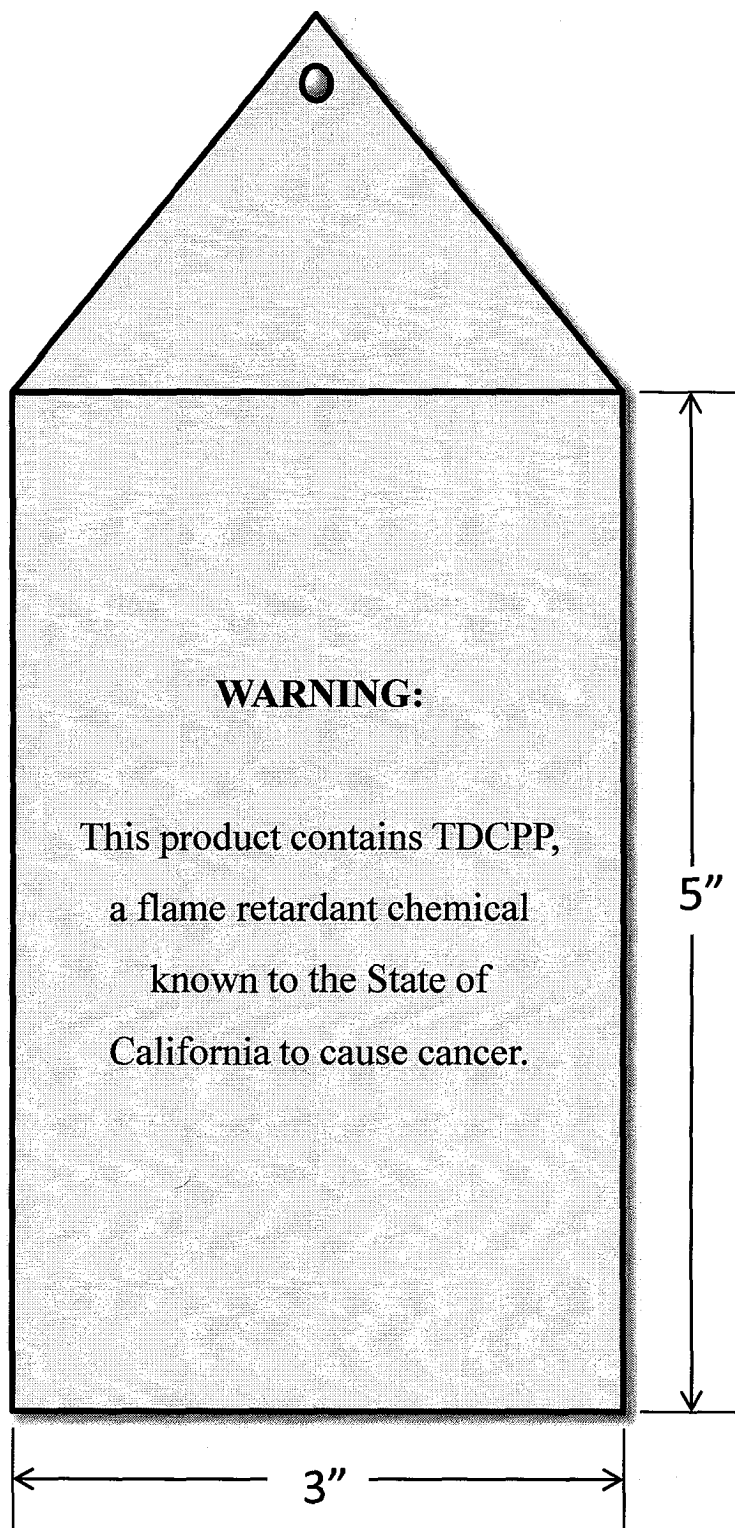 WARNING:
This product contains TDCPP,
a flame retardant chemical
known to the State of
California to cause cancer.
5”
3”